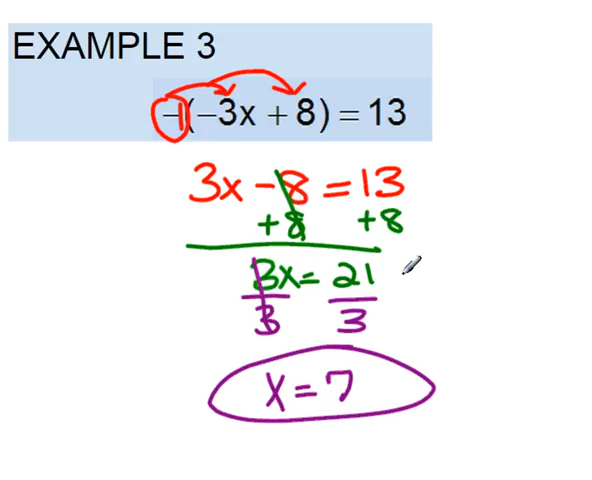 EXAMPLE 3
-1(-3x + 8) = 13
3x - 8 = 13
+8 +8
3x = 21
3 3
x = 7